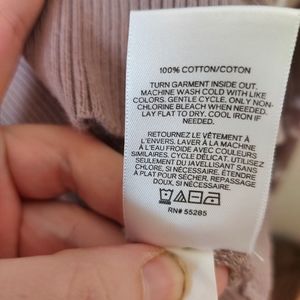 100% COTTON/COTON
TURN GARMENT INSIDE OUT.
MACHINE WASH COLD WITH LIKE
COLORS. GENTLE CYCLE. ONLY NON-
CHLORINE BLEACH WHEN NEEDED.
LAY FLAT TO DRY. COOL IRON IF
NEEDED.
RETOURNEZ LE VÊTEMENT À
L'ENVERS. LAVER À LA MACHINE
À L'EAU FROIDE AVEC COULEURS
SIMILAIRES. CYCLE DÉLICAT. UTILISEZ
SEULEMENT DU JAVELLISANT SANS
CHLORE, SI NÉCESSAIRE. ÉTENDRE
À PLAT POUR SÉCHER. REPASSAGE
DOUX, SI NÉCESSAIRE.
RN# 55285